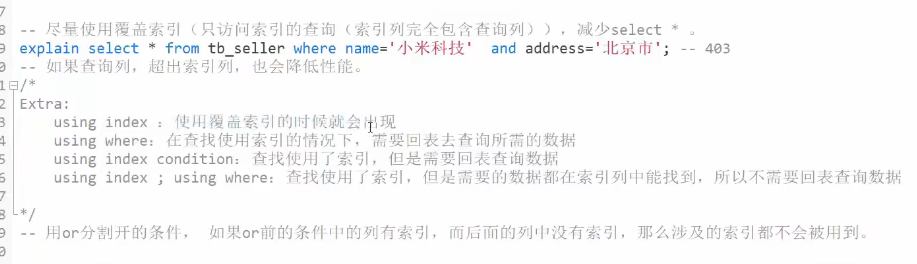 7
8 -- 尽量使用覆盖索引（只访问索引的查询（索引列完全包含查询列）），减少select * 。
9 explain select * from tb_seller where name='小米科技'  and address='北京市'; -- 403
0 -- 如果查询列，超出索引列，也会降低性能。
1 /*
2 Extra:
3     using index ：使用覆盖索引的时候就会出现
4     using where：在查找使用索引的情况下，需要回表去查询所需的数据
5     using index condition：查找使用了索引，但是需要回表查询数据
6     using index ; using where：查找使用了索引，但是需要的数据都在索引列中能找到，所以不需要回表查询数据
7
8 */
9 -- 用or分割开的条件， 如果or前的条件中的列有索引，而后面的列中没有索引，那么涉及的索引都不会被用到。
0